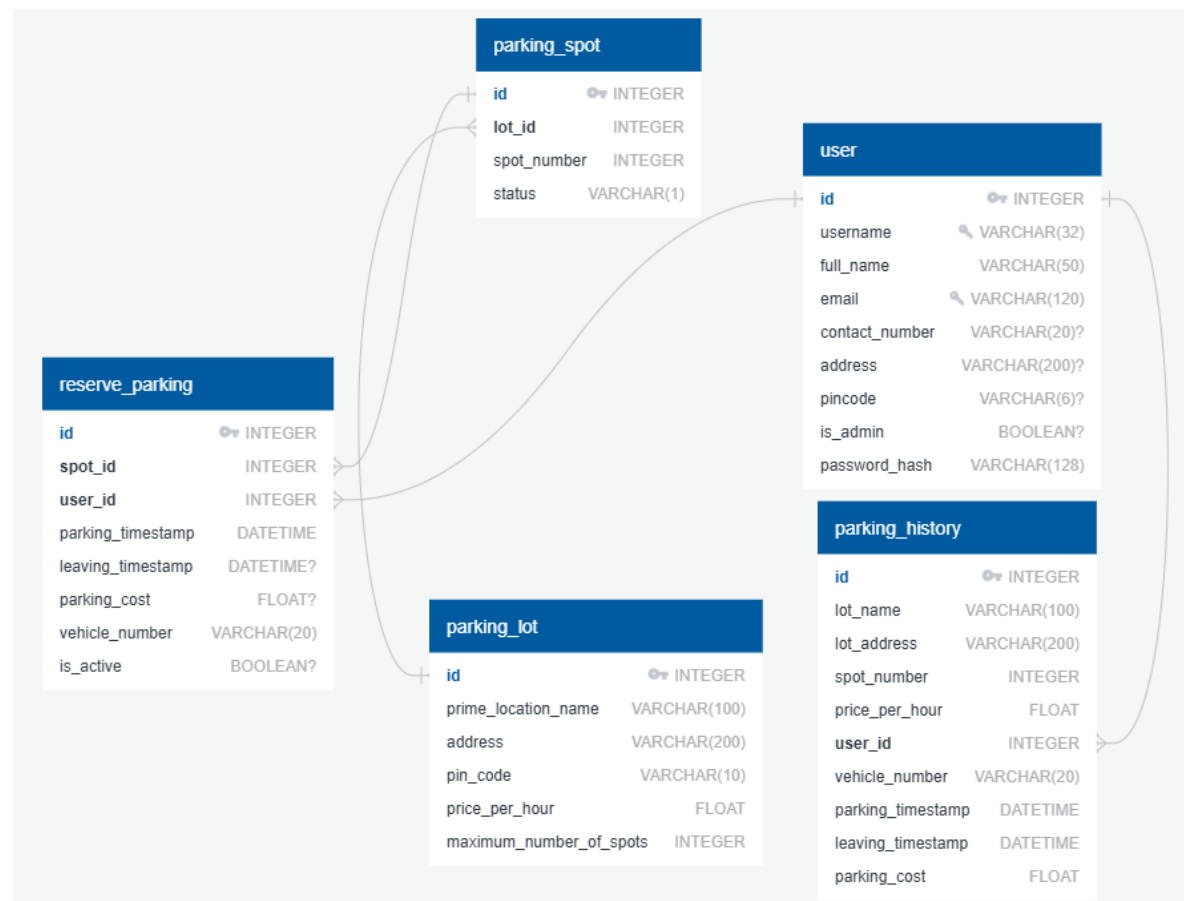 parking_spot
id INTEGER
lot_id INTEGER
spot_number INTEGER
status VARCHAR(1)
user
id INTEGER
username VARCHAR(32)
full_name VARCHAR(50)
email VARCHAR(120)
contact_number VARCHAR(20)?
address VARCHAR(200)?
pincode VARCHAR(6)?
is_admin BOOLEAN?
password_hash VARCHAR(128)
reserve_parking
id INTEGER
spot_id INTEGER
user_id INTEGER
parking_timestamp DATETIME
leaving_timestamp DATETIME?
parking_cost FLOAT?
vehicle_number VARCHAR(20)
is_active BOOLEAN?
parking_lot
id INTEGER
prime_location_name VARCHAR(100)
address VARCHAR(200)
pin_code VARCHAR(10)
price_per_hour FLOAT
maximum_number_of_spots INTEGER
parking_history
id INTEGER
lot_name VARCHAR(100)
lot_address VARCHAR(200)
spot_number INTEGER
price_per_hour FLOAT
user_id INTEGER
vehicle_number VARCHAR(20)
parking_timestamp DATETIME
leaving_timestamp DATETIME
parking_cost FLOAT